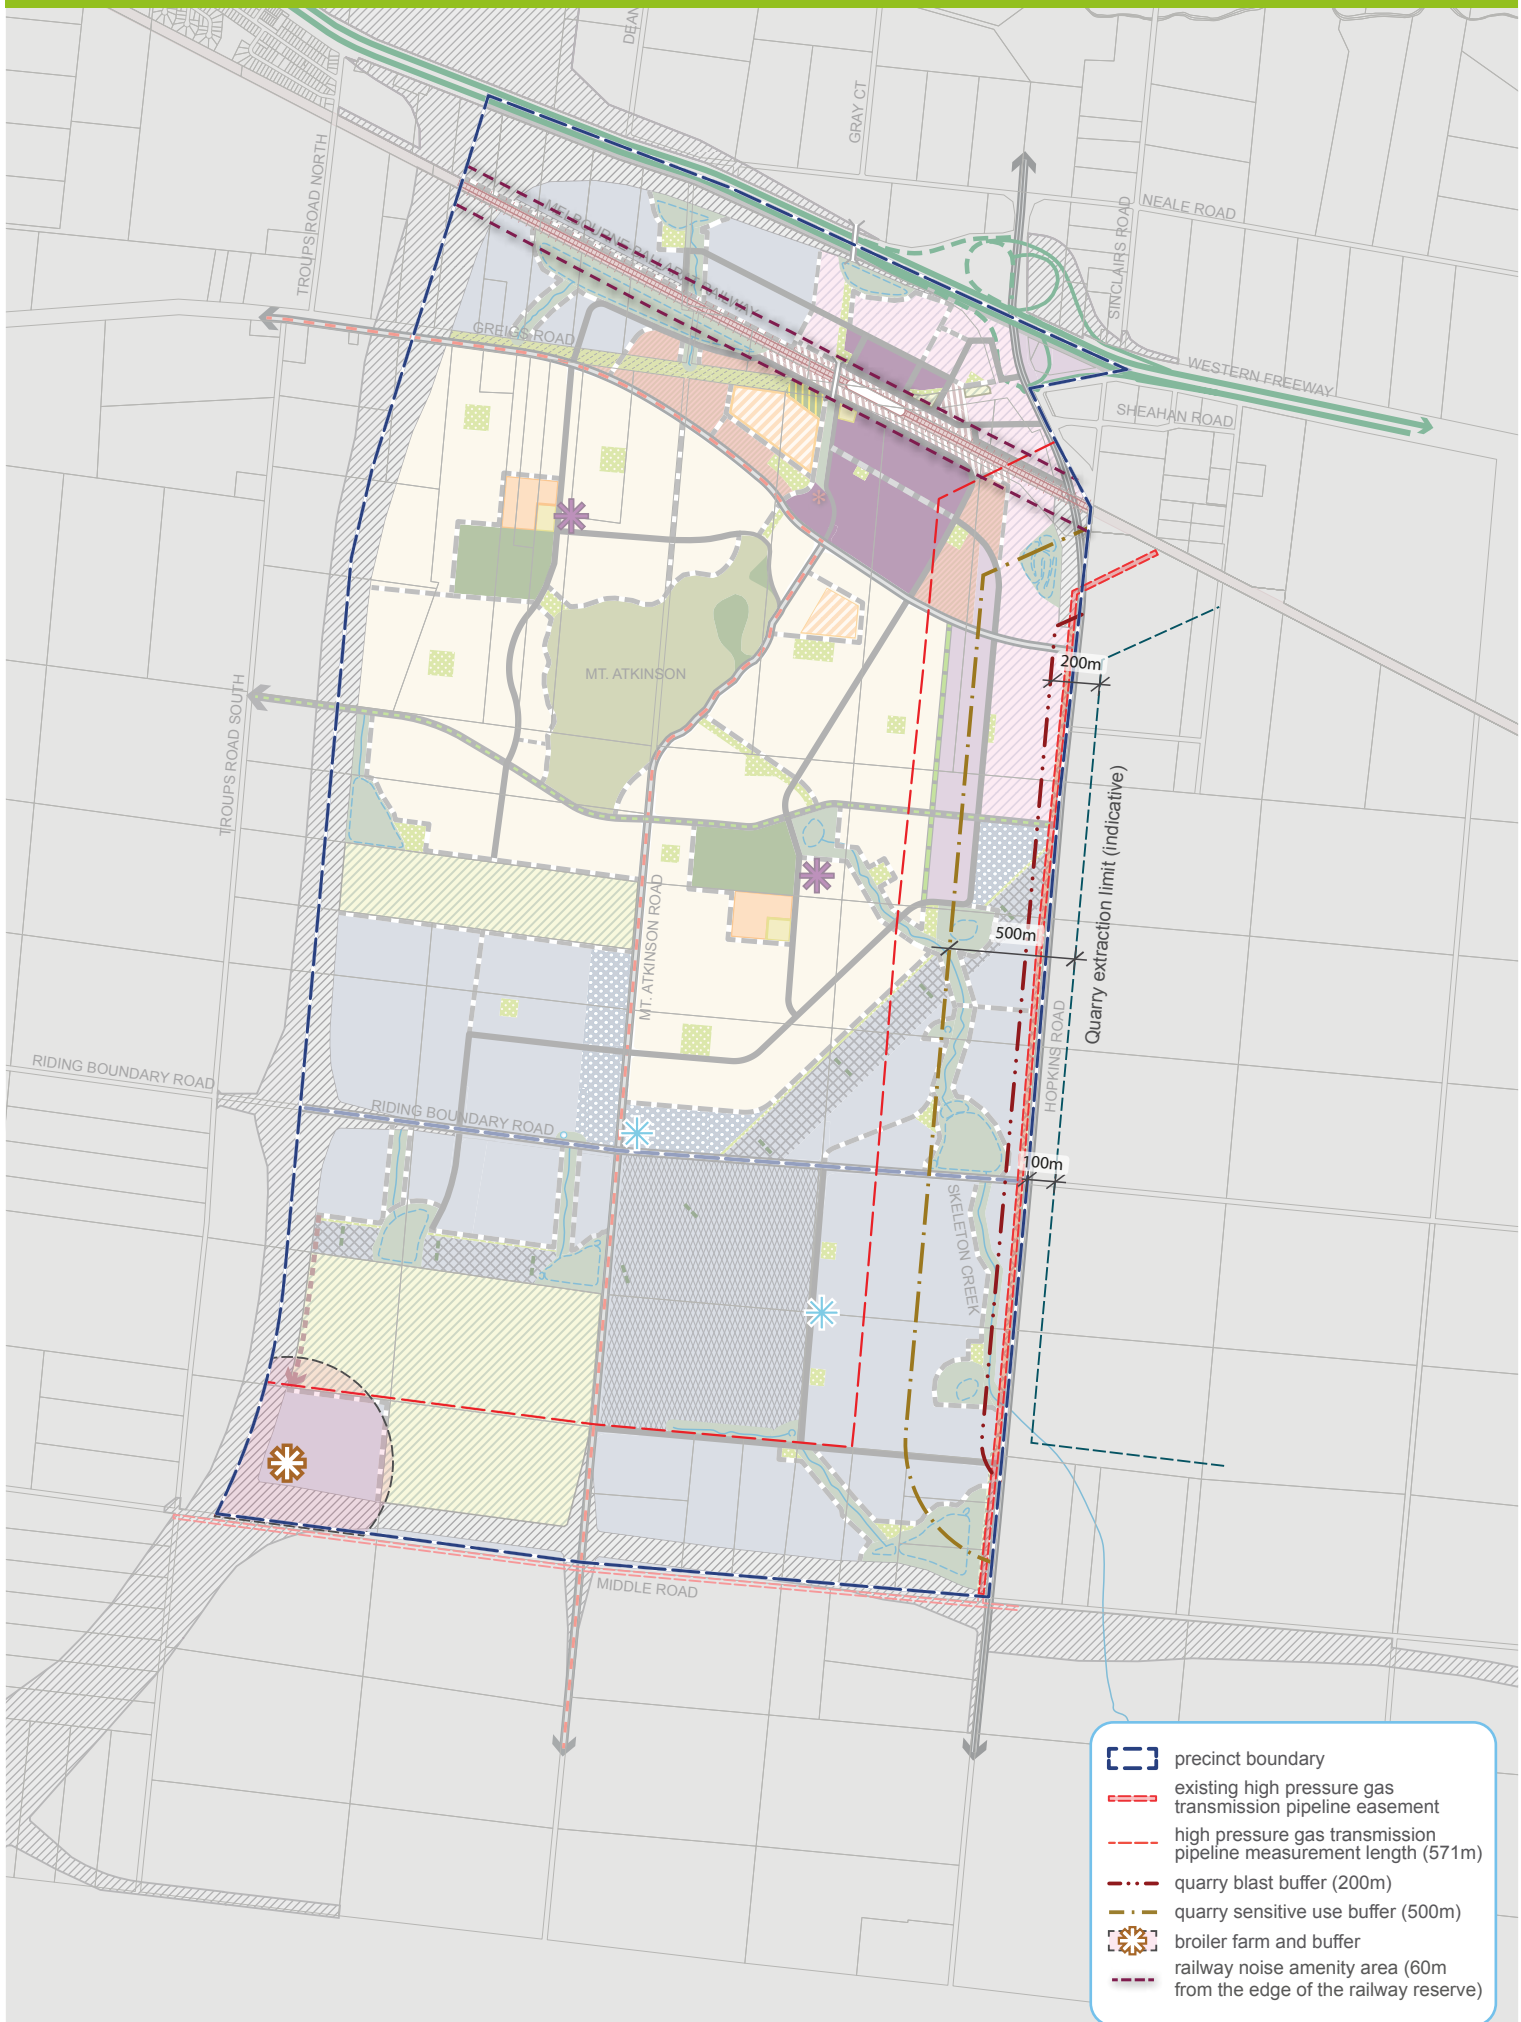 DEAN
GRAY CT
TROUPS ROAD NORTH
NEALE ROAD
SINCLAIRS ROAD
MELBOURNE BALLARAT RAILWAY
GREIGS ROAD
WESTERN FREEWAY
SHEAHAN ROAD
200m
MT. ATKINSON
TROUPS ROAD SOUTH
Quarry extraction limit (indicative)
MT. ATKINSON ROAD
500m
HOPKINS ROAD
RIDING BOUNDARY ROAD
RIDING BOUNDARY ROAD
100m
SKELETON CREEK
MIDDLE ROAD
precinct boundary
existing high pressure gas
transmission pipeline easement
high pressure gas transmission
pipeline measurement length (571m)
quarry blast buffer (200m)
quarry sensitive use buffer (500m)
broiler farm and buffer
railway noise amenity area (60m
from the edge of the railway reserve)